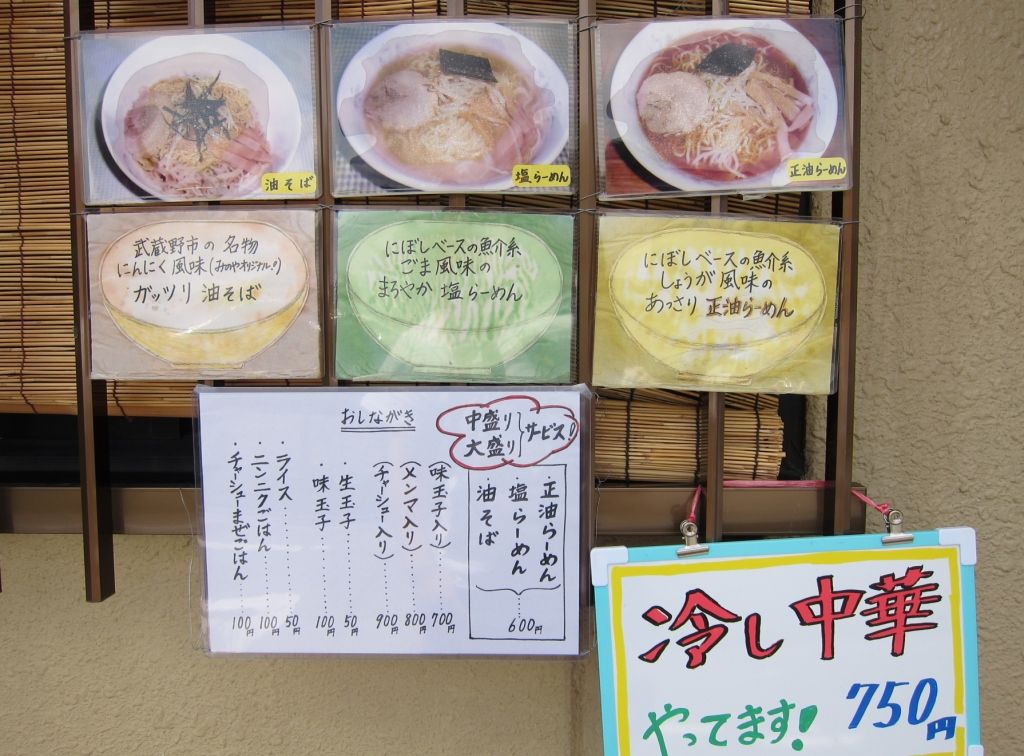 油そば
塩らーめん
正油らーめん
武蔵野市の名物
にんにく風味(みのやオリジナル!)
ガッツリ 油そば
にぼしベースの魚介系
ごま風味の
まろやか 塩らーめん
にぼしベースの魚介系
しょうが風味の
あっさり 正油らーめん
おしながき
中盛り
大盛り
サービス!
・正油らーめん
・塩らーめん
・油そば
600円
(味玉子入り)……700円
(メンマ入り)……800円
(チャーシュー入り)……900円
・生玉子……50円
・味玉子……100円
・ライス……50円
・ニンニクごはん……100円
・チャーシューまぜごはん…100円
冷し中華
やってます!
750円